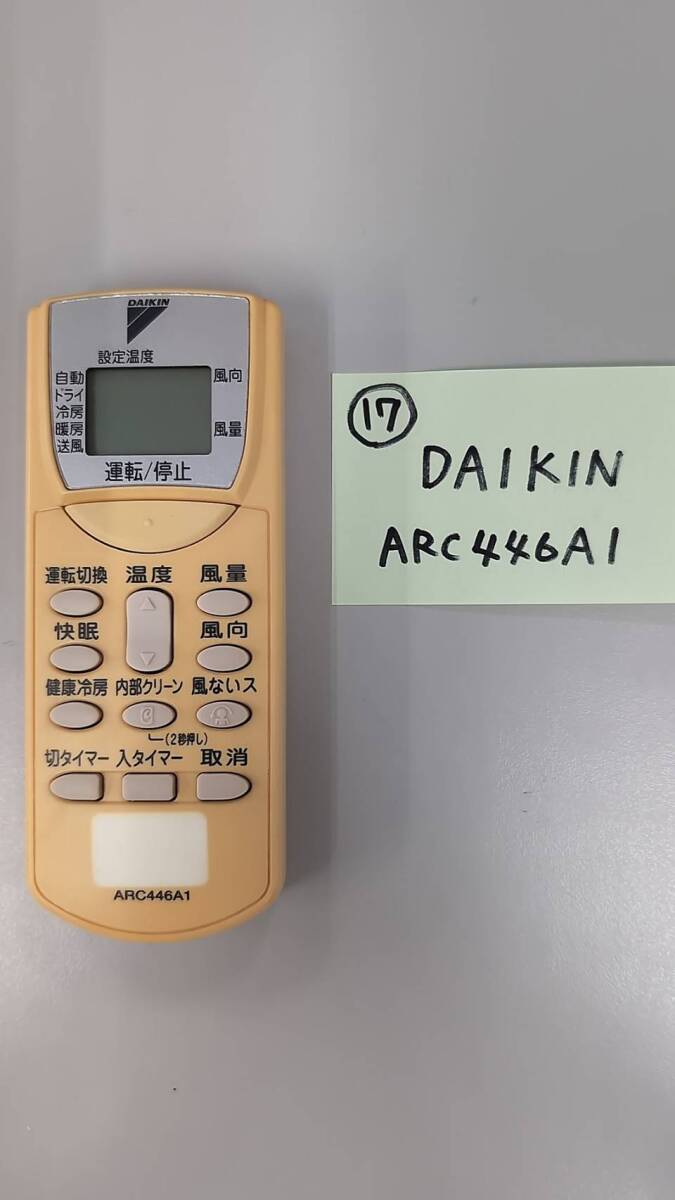 DAIKIN
設定温度
自動
風向
ドライ
冷房
暖房
風量
送風
運転/停止
運転切換 温度 風量
快眠 風向
健康冷房 内部クリーン 風ないス
(2秒押し)
切タイマー 入タイマー 取消
ARC446A1
17
DAIKIN
ARC446A1